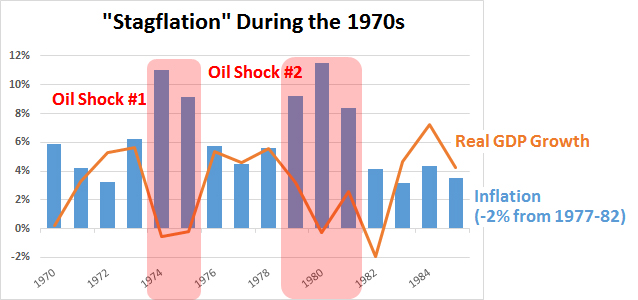 "Stagflation" During the 1970s
12%
10%
8%
6%
4%
2%
0%
-2%
Oil Shock #1
Oil Shock #2
Real GDP Growth
Inflation
(-2% from 1977-82)
1970
1972
1974
1976
1978
1980
1982
1984